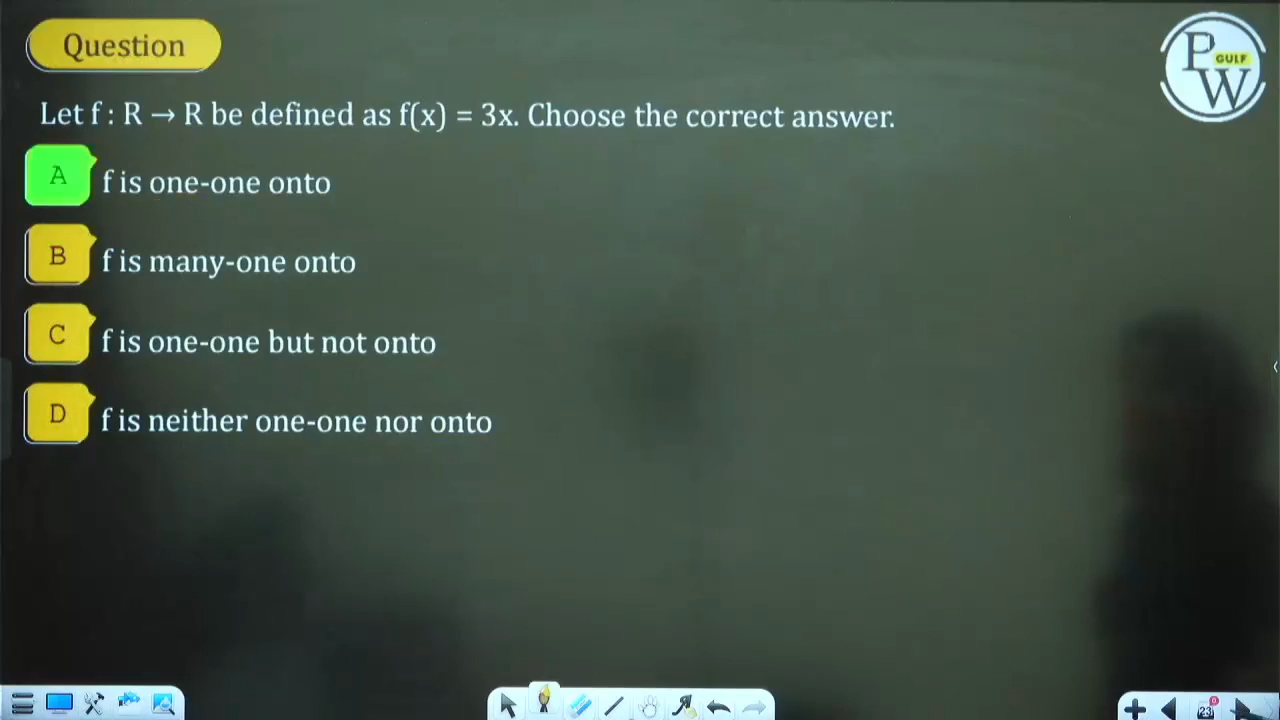 Question
P
GULF
W
Let f : R → R be defined as f(x) = 3x. Choose the correct answer.
A f is one-one onto
B f is many-one onto
C f is one-one but not onto
D f is neither one-one nor onto
23